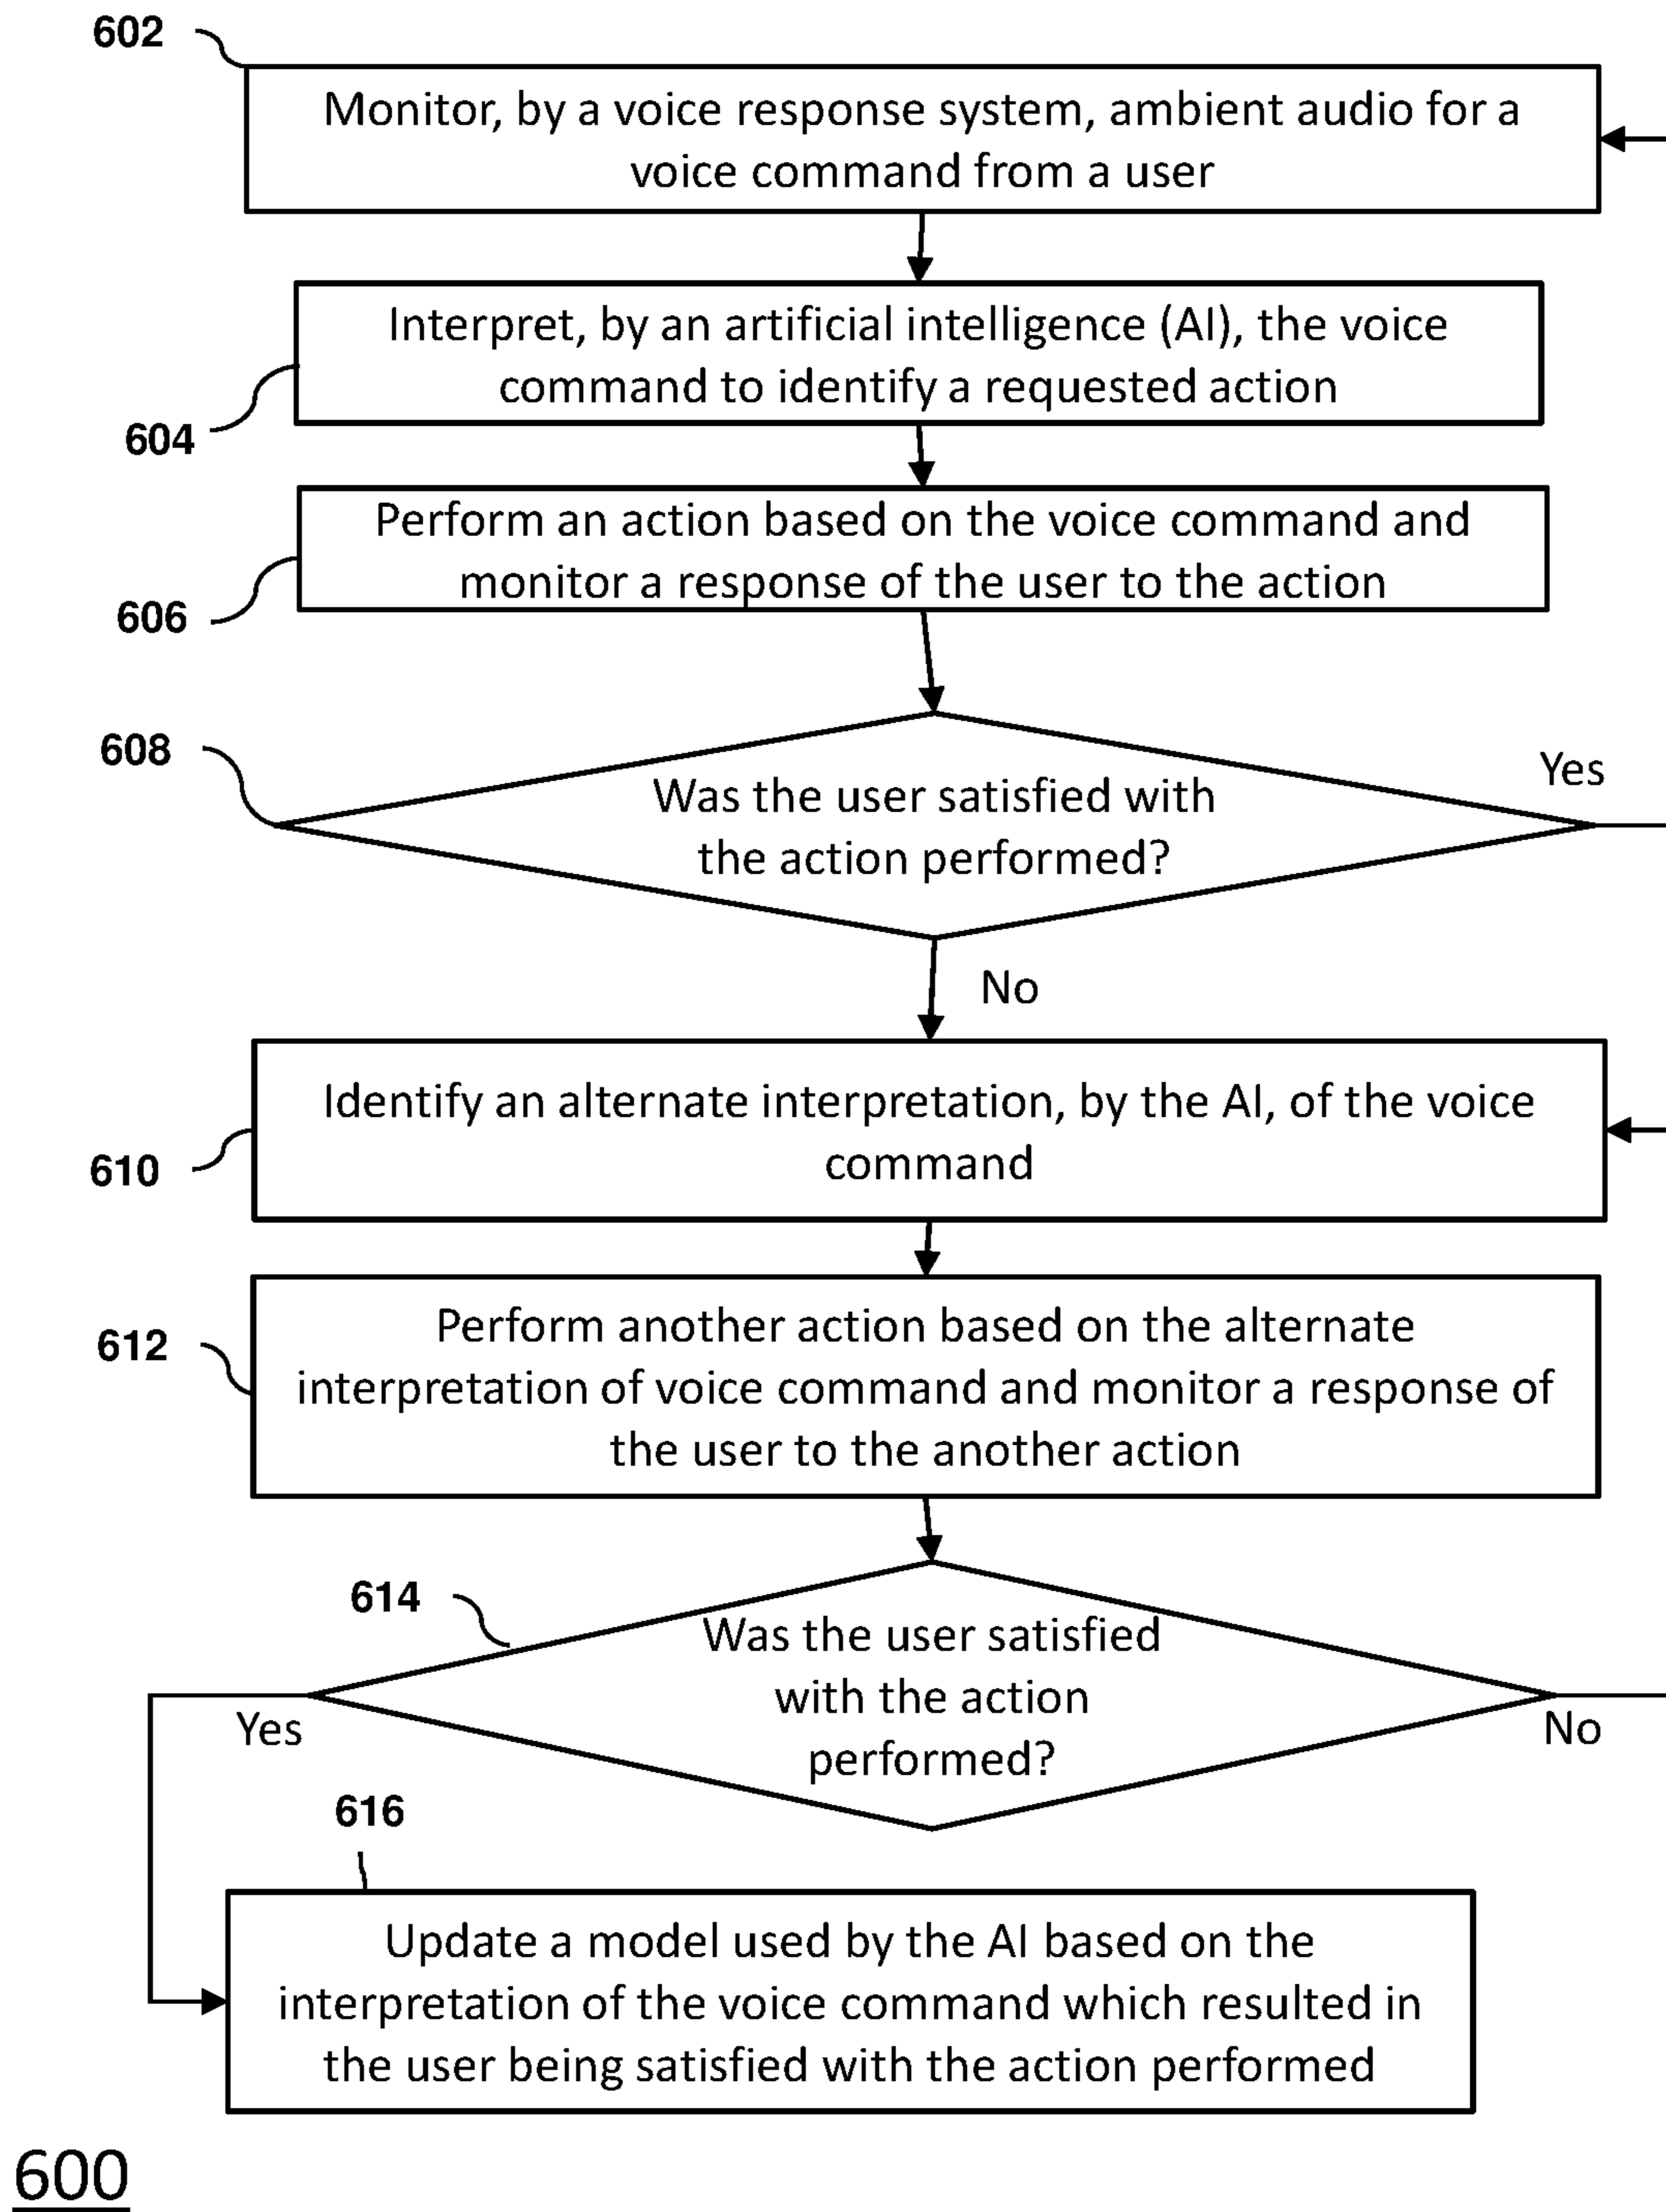 602
Monitor, by a voice response system, ambient audio for a
voice command from a user
Interpret, by an artificial intelligence (AI), the voice
command to identify a requested action
604
Perform an action based on the voice command and
monitor a response of the user to the action
606
608
Yes
Was the user satisfied with
the action performed?
No
Identify an alternate interpretation, by the AI, of the voice
command
610
Perform another action based on the alternate
interpretation of voice command and monitor a response of
the user to the another action
612
614
Was the user satisfied
with the action
performed?
Yes
No
616
Update a model used by the AI based on the
interpretation of the voice command which resulted in
the user being satisfied with the action performed
600